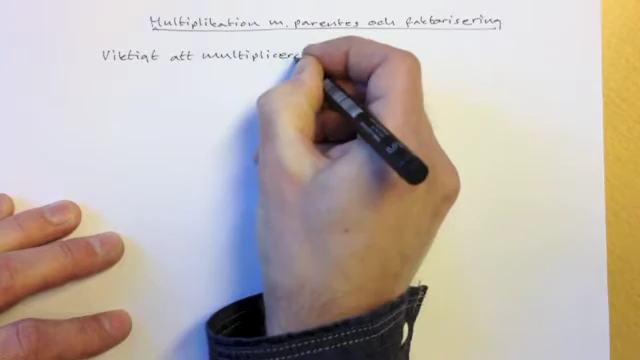 Multiplikation m. parentes och faktorisering
Viktigt att multiplicera